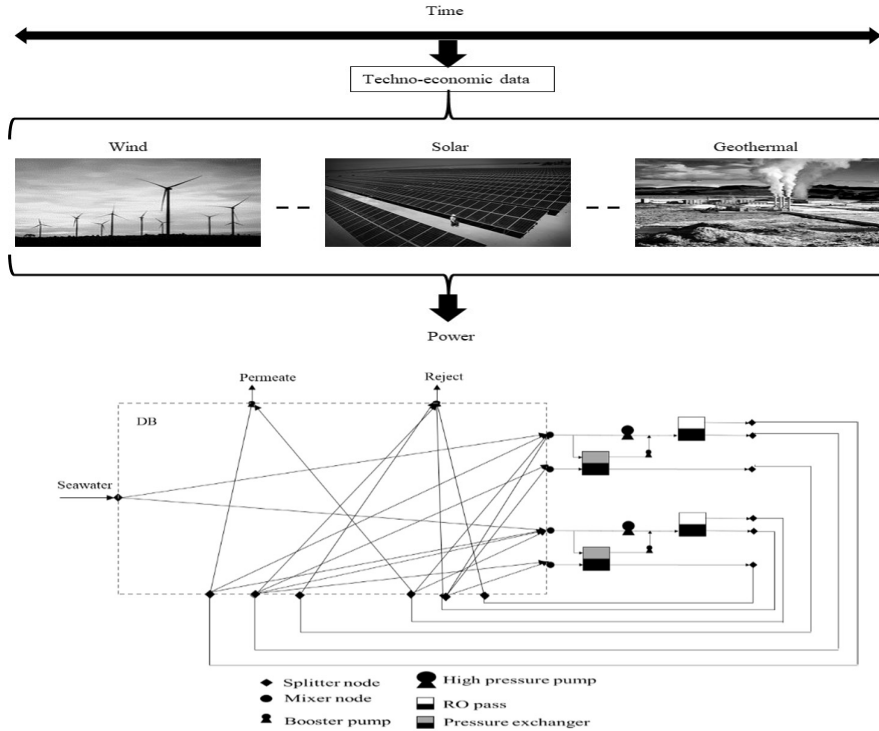 Time
Techno-economic data
Wind
Solar
Geothermal
Power
Permeate
Reject
DB
Seawater
Splitter node
High pressure pump
Mixer node
RO pass
Booster pump
Pressure exchanger